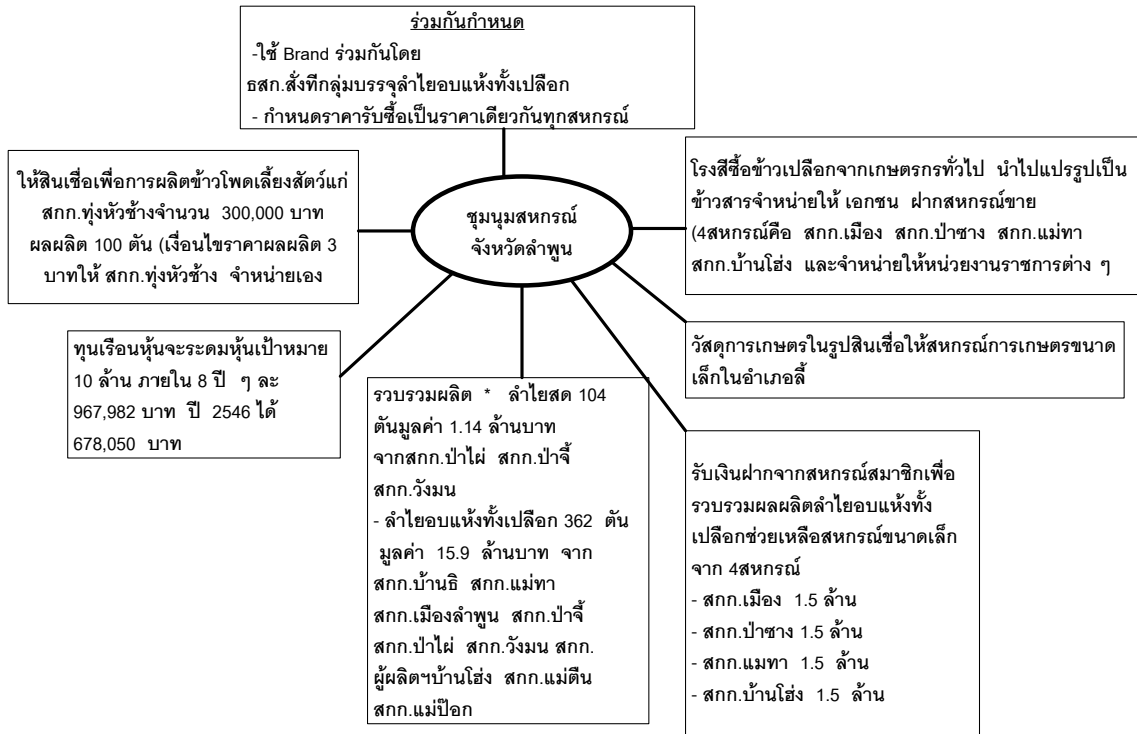 ร่วมกันกำหนด
-ใช้ Brand ร่วมกันโดย
ธสก.สั่งทีกลุ่มบรรจุลำไยอบแห้งทั้งเปลือก
- กำหนดราคารับซื้อเป็นราคาเดียวกันทุกสหกรณ์
ให้สินเชื่อเพื่อการผลิตข้าวโพดเลี้ยงสัตว์แก่
สกก.ทุ่งหัวช้างจำนวน 300,000 บาท
ผลผลิต 100 ตัน (เงื่อนไขราคาผลผลิต 3
บาทให้ สกก.ทุ่งหัวช้าง จำหน่ายเอง
ชุมนุมสหกรณ์
จังหวัดลำพูน
โรงสีซื้อข้าวเปลือกจากเกษตรกรทั่วไป นำไปแปรรูปเป็น
ข้าวสารจำหน่ายให้ เอกชน ฝากสหกรณ์ขาย
(4สหกรณ์คือ สกก.เมือง สกก.ป่าซาง สกก.แม่ทา
สกก.บ้านโฮ่ง และจำหน่ายให้หน่วยงานราชการต่าง ๆ
ทุนเรือนหุ้นจะระดมหุ้นเป้าหมาย
10 ล้าน ภายใน 8 ปี ๆ ละ
967,982 บาท ปี 2546 ได้
678,050 บาท
วัสดุการเกษตรในรูปสินเชื่อให้สหกรณ์การเกษตรขนาด
เล็กในอำเภอลี้
รวบรวมผลิต * ลำไยสด 104
ตันมูลค่า 1.14 ล้านบาท
จากสกก.ป่าไผ่ สกก.ป่าจี้
สกก.วังมน
- ลำไยอบแห้งทั้งเปลือก 362 ตัน
มูลค่า 15.9 ล้านบาท จาก
สกก.บ้านธิ สกก.แม่ทา
สกก.เมืองลำพูน สกก.ป่าจี้
สกก.ป่าไผ่ สกก.วังมน สกก.
ผู้ผลิตฯบ้านโฮ่ง สกก.แม่ตืน
สกก.แม่ป๊อก
รับเงินฝากจากสหกรณ์สมาชิกเพื่อ
รวบรวมผลผลิตลำไยอบแห้งทั้ง
เปลือกช่วยเหลือสหกรณ์ขนาดเล็ก
จาก 4สหกรณ์
- สกก.เมือง 1.5 ล้าน
- สกก.ป่าซาง 1.5 ล้าน
- สกก.แมทา 1.5 ล้าน
- สกก.บ้านโฮ่ง 1.5 ล้าน